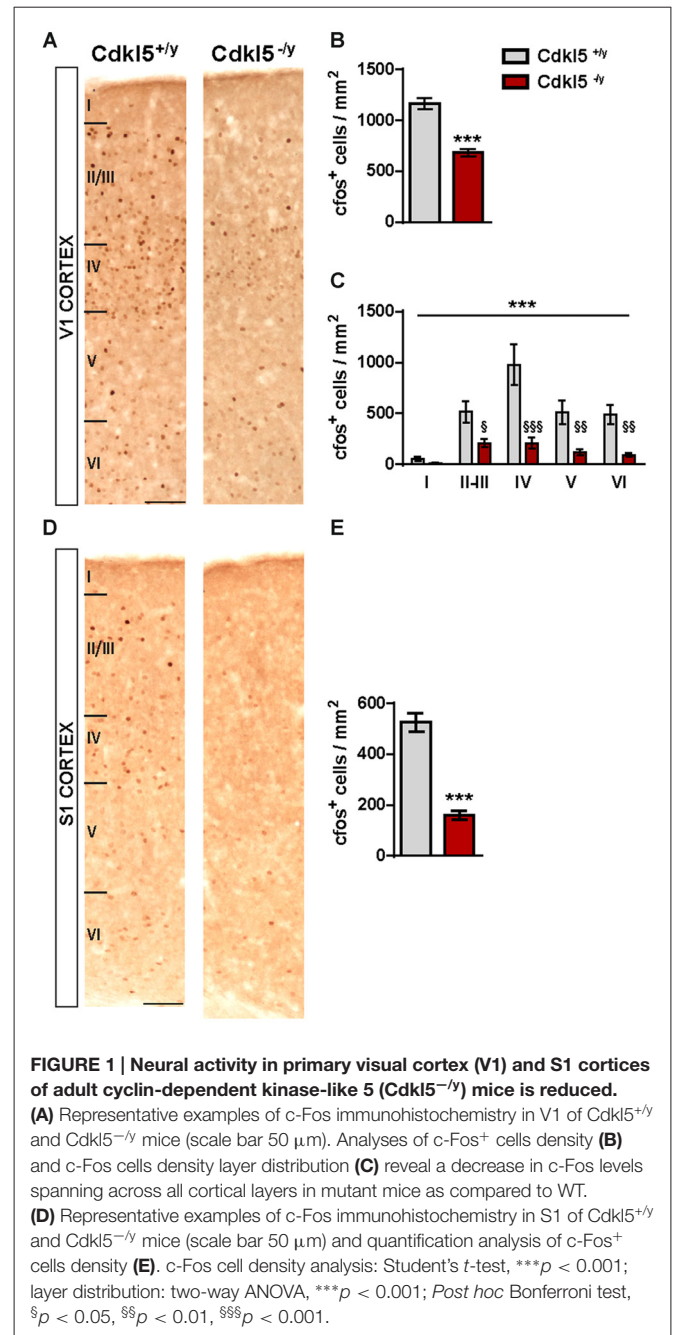 A
Cdkl5+/y Cdkl5-/y
V1 CORTEX
I
II/III
IV
V
VI
B
Cdkl5 +/y
Cdkl5 -/y
cfos+ cells / mm2
1500
1000
500
0
***
C
cfos+ cells / mm2
1500
1000
500
0
***
§ §§§ §§ §§
I II-III IV V VI
D
S1 CORTEX
I
II/III
IV
V
VI
E
cfos+ cells / mm2
600
400
200
0
***
FIGURE 1 | Neural activity in primary visual cortex (V1) and S1 cortices
of adult cyclin-dependent kinase-like 5 (Cdkl5−/y) mice is reduced.
(A) Representative examples of c-Fos immunohistochemistry in V1 of Cdkl5+/y
and Cdkl5−/y mice (scale bar 50 μm). Analyses of c-Fos+ cells density (B)
and c-Fos cells density layer distribution (C) reveal a decrease in c-Fos levels
spanning across all cortical layers in mutant mice as compared to WT.
(D) Representative examples of c-Fos immunohistochemistry in S1 of Cdkl5+/y
and Cdkl5−/y mice (scale bar 50 μm) and quantification analysis of c-Fos+
cells density (E). c-Fos cell density analysis: Student's t-test, ***p < 0.001;
layer distribution: two-way ANOVA, ***p < 0.001; Post hoc Bonferroni test,
§p < 0.05, §§p < 0.01, §§§p < 0.001.